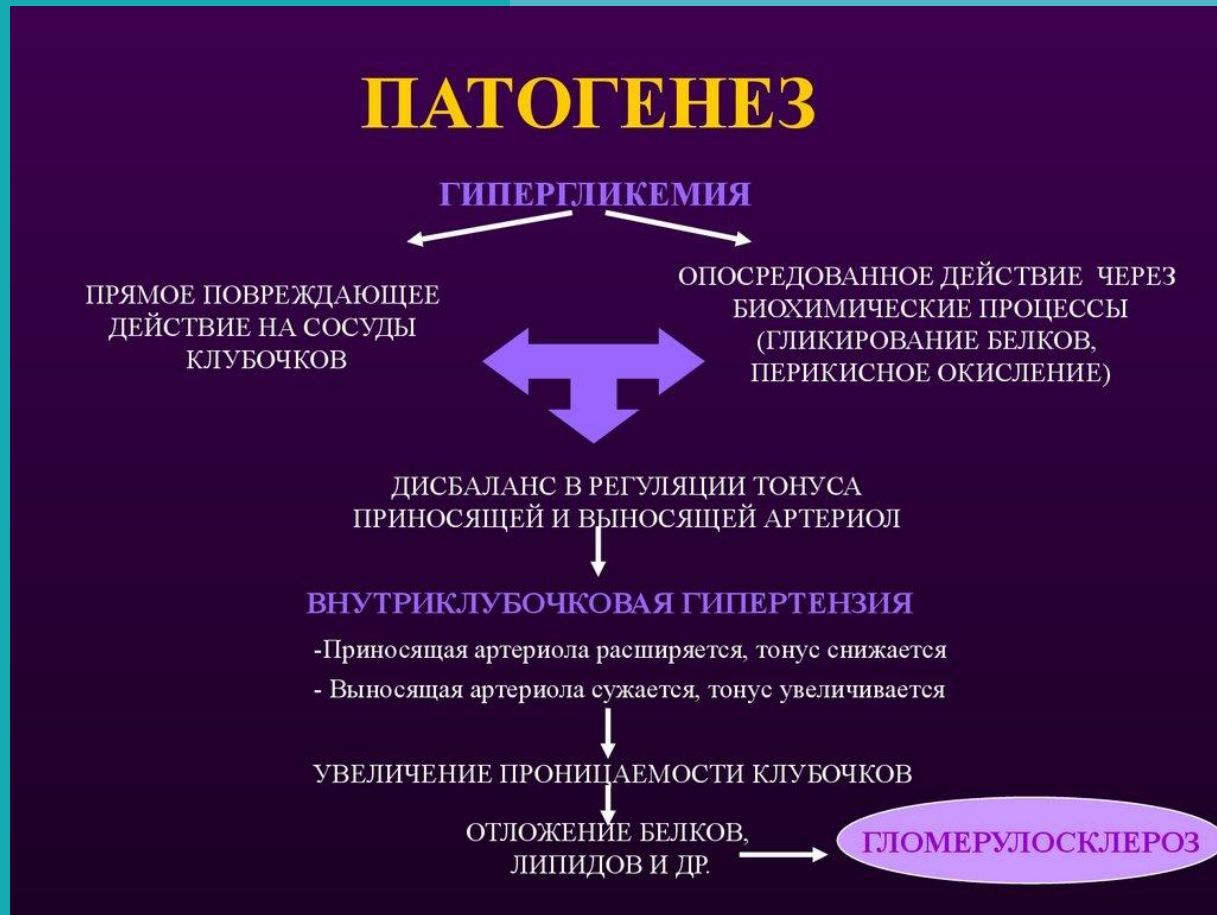 ПАТОГЕНЕЗ
ГИПЕРГЛИКЕМИЯ
ПРЯМОЕ ПОВРЕЖДАЮЩЕЕ
ДЕЙСТВИЕ НА СОСУДЫ
КЛУБОЧКОВ
ОПОСРЕДОВАННОЕ ДЕЙСТВИЕ ЧЕРЕЗ
БИОХИМИЧЕСКИЕ ПРОЦЕССЫ
(ГЛИКИРОВАНИЕ БЕЛКОВ,
ПЕРИКИСНОЕ ОКИСЛЕНИЕ)
ДИСБАЛАНС В РЕГУЛЯЦИИ ТОНУСА
ПРИНОСЯЩЕЙ И ВЫНОСЯЩЕЙ АРТЕРИОЛ
ВНУТРИКЛУБОЧКОВАЯ ГИПЕРТЕНЗИЯ
-Приносящая артериола расширяется, тонус снижается
- Выносящая артериола сужается, тонус увеличивается
УВЕЛИЧЕНИЕ ПРОНИЦАЕМОСТИ КЛУБОЧКОВ
ОТЛОЖЕНИЕ БЕЛКОВ,
ЛИПИДОВ И ДР.
ГЛОМЕРУЛОСКЛЕРОЗ